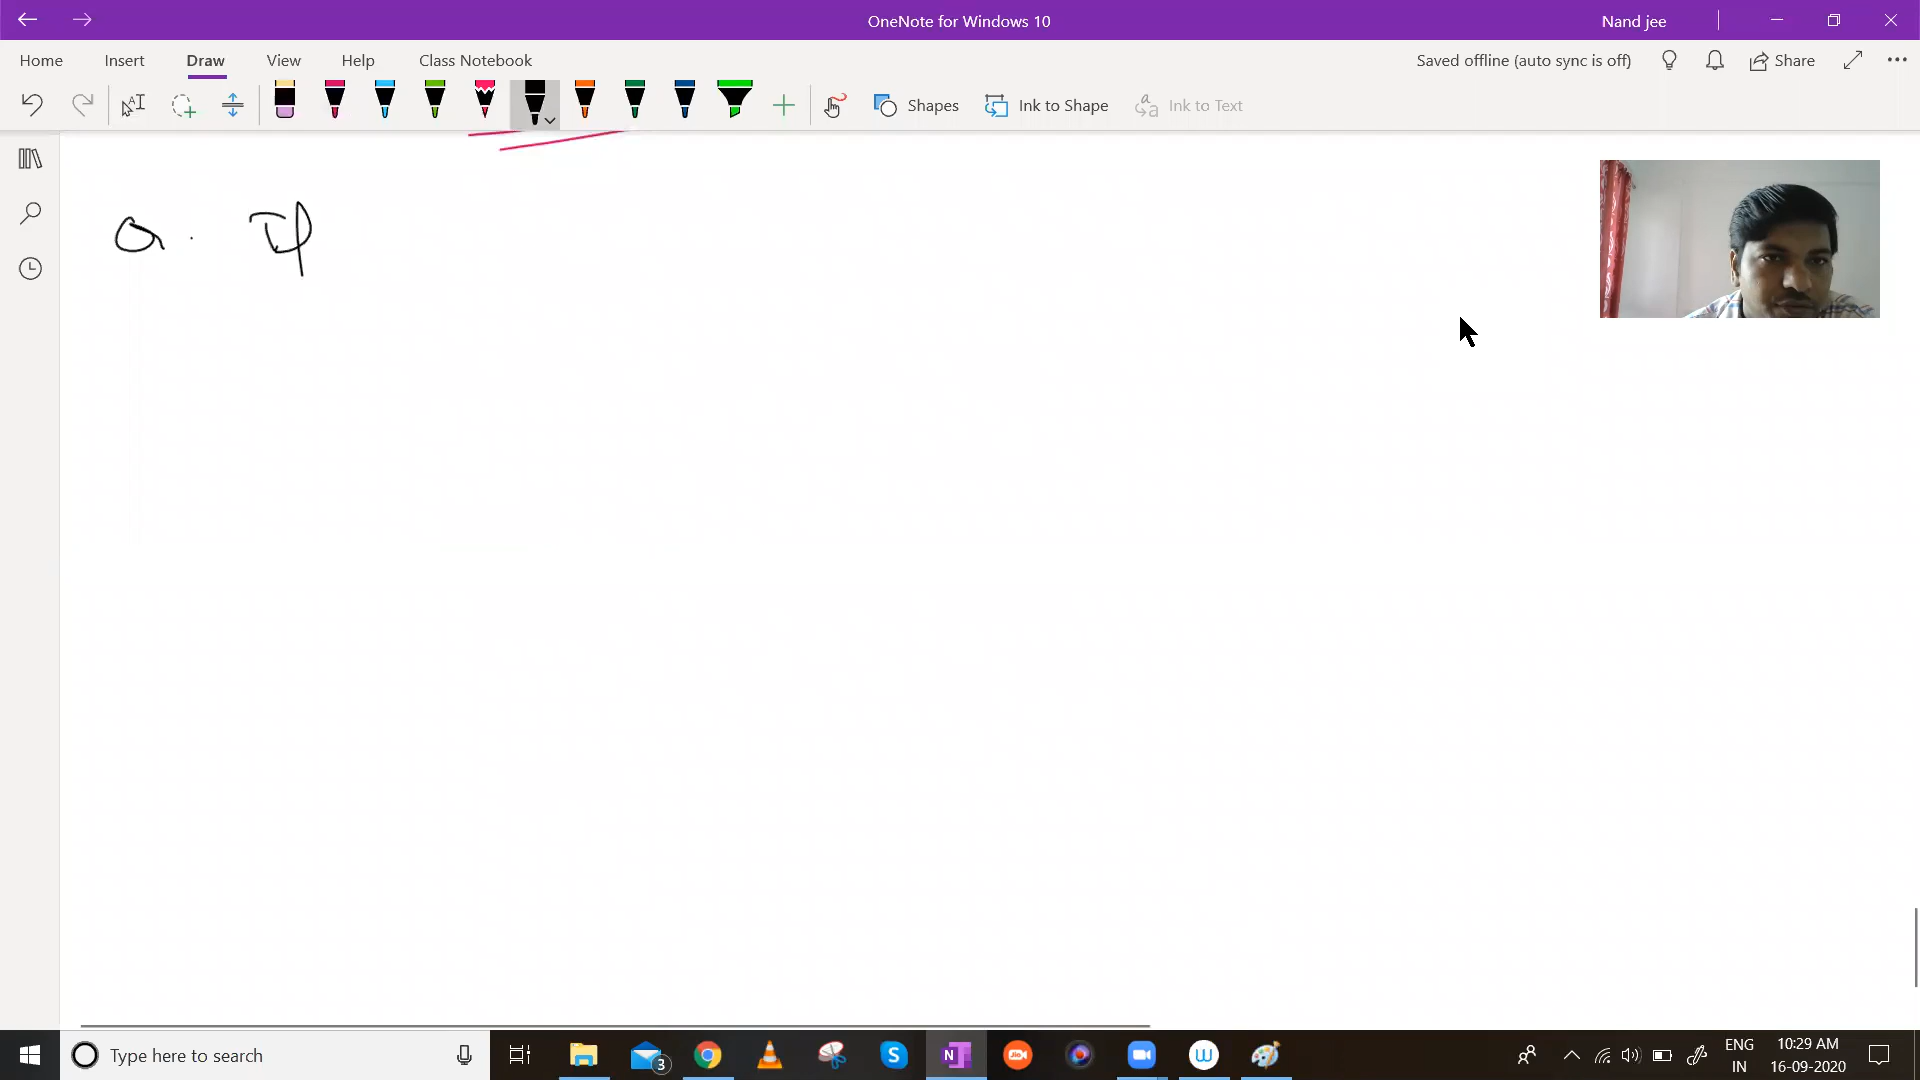 OneNote for Windows 10
Nand jee
Home Insert Draw View Help Class Notebook
Saved offline (auto sync is off) Share
Shapes Ink to Shape Ink to Text
Q. If
Type here to search
3
ENG
IN
10:29 AM
16-09-2020